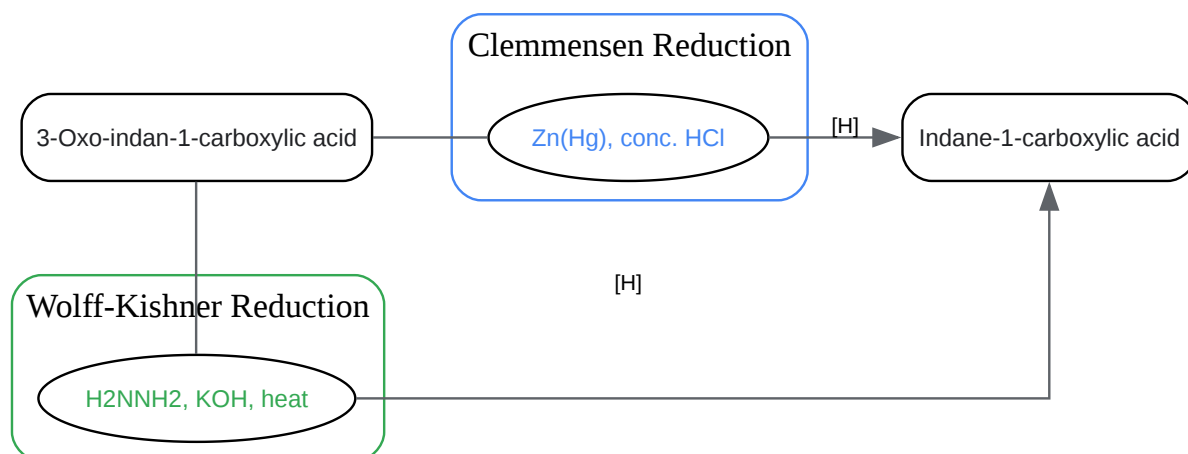 Clemmensen Reduction
3-Oxo-indan-1-carboxylic acid
Zn(Hg), conc. HCl
[H]
Indane-1-carboxylic acid
[H]
Wolff-Kishner Reduction
H2NNH2, KOH, heat